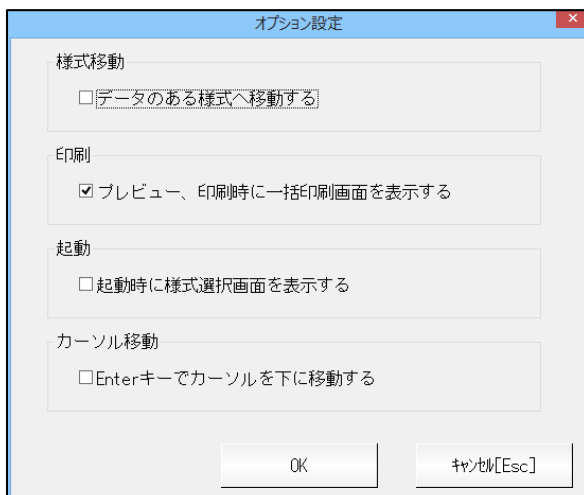 オプション設定
様式移動
データのある様式へ移動する
印刷
プレビュー、印刷時に一括印刷画面を表示する
起動
起動時に様式選択画面を表示する
カーソル移動
Enterキーでカーソルを下に移動する
OK
ｷｬﾝｾﾙ[Esc]